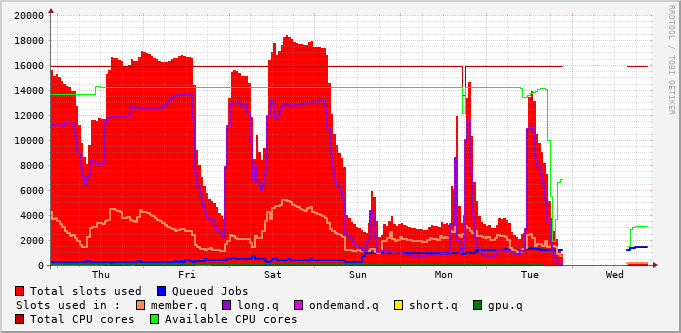 20000
18000
16000
14000
12000
10000
8000
6000
4000
2000
0
Thu Fri Sat Sun Mon Tue Wed
RRDTOOL / TOBI OETIKER
Total slots used Queued Jobs
Slots used in : member.q long.q ondemand.q short.q gpu.q
Total CPU cores Available CPU cores